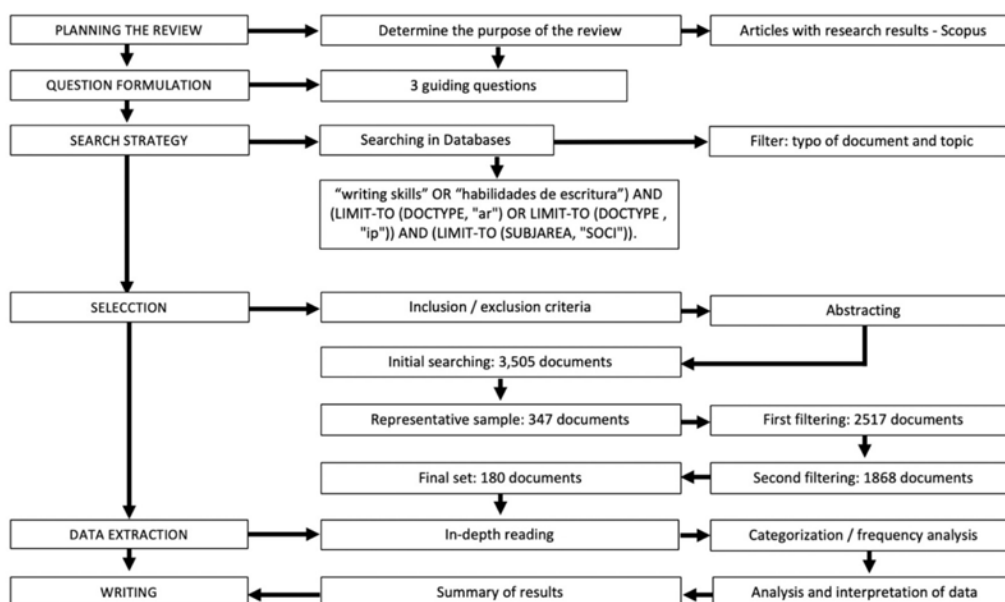 PLANNING THE REVIEW
Determine the purpose of the review
Articles with research results - Scopus
QUESTION FORMULATION
3 guiding questions
SEARCH STRATEGY
Searching in Databases
Filter: typo of document and topic
“writing skills” OR “habilidades de escritura”) AND
(LIMIT-TO (DOCTYPE, "ar") OR LIMIT-TO (DOCTYPE ,
"ip")) AND (LIMIT-TO (SUBJAREA, "SOCI")).
SELECCTION
Inclusion / exclusion criteria
Abstracting
Initial searching: 3,505 documents
Representative sample: 347 documents
First filtering: 2517 documents
Final set: 180 documents
Second filtering: 1868 documents
DATA EXTRACTION
In-depth reading
Categorization / frequency analysis
WRITING
Summary of results
Analysis and interpretation of data